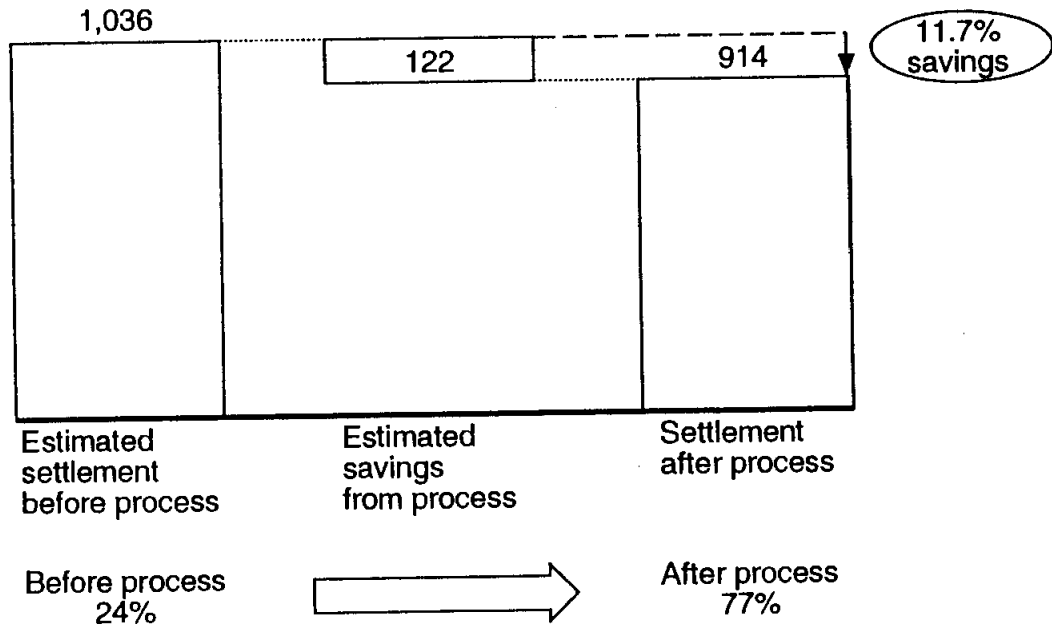 1,036
122
914
11.7%
savings
Estimated
settlement
before process
Estimated
savings
from process
Settlement
after process
Before process
24%
After process
77%